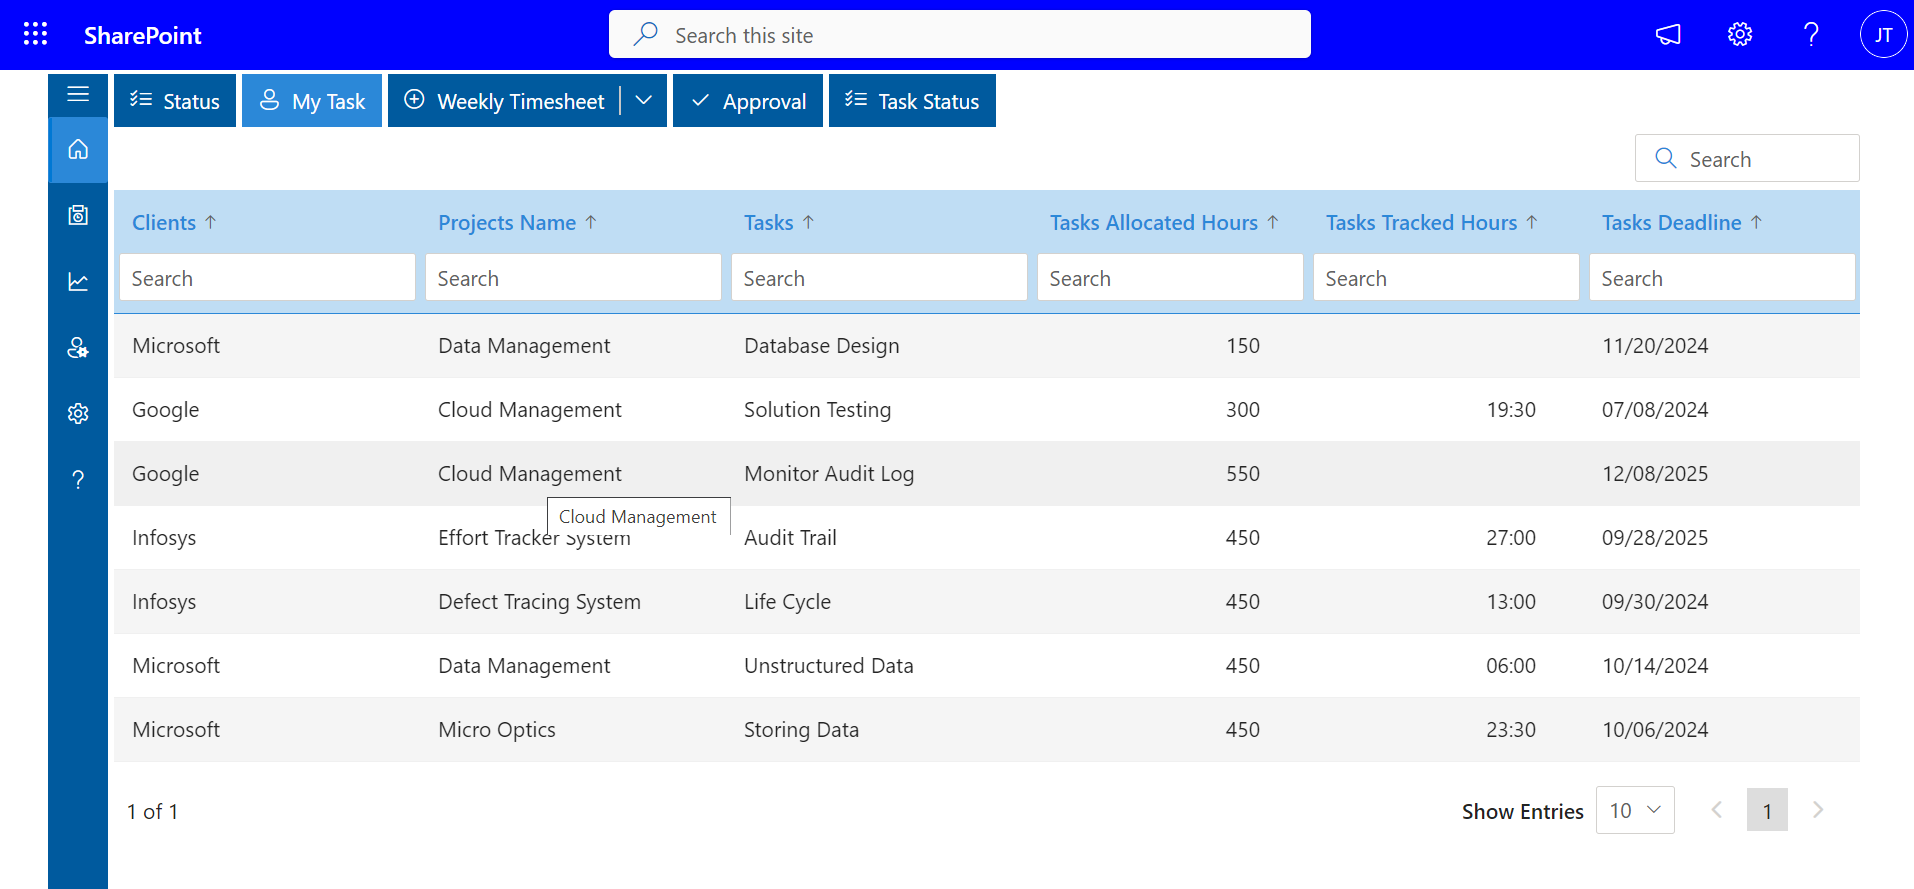 SharePoint Search this site ? JT
Status My Task Weekly Timesheet Approval Task Status
Search
Clients ↑ Projects Name ↑ Tasks ↑ Tasks Allocated Hours ↑ Tasks Tracked Hours ↑ Tasks Deadline ↑
Search Search Search Search Search Search
Microsoft Data Management Database Design 150 11/20/2024
Google Cloud Management Solution Testing 300 19:30 07/08/2024
Google Cloud Management Monitor Audit Log 550 12/08/2025
Cloud Management
Infosys Effort Tracker System Audit Trail 450 27:00 09/28/2025
Infosys Defect Tracing System Life Cycle 450 13:00 09/30/2024
Microsoft Data Management Unstructured Data 450 06:00 10/14/2024
Microsoft Micro Optics Storing Data 450 23:30 10/06/2024
1 of 1 Show Entries 10 1